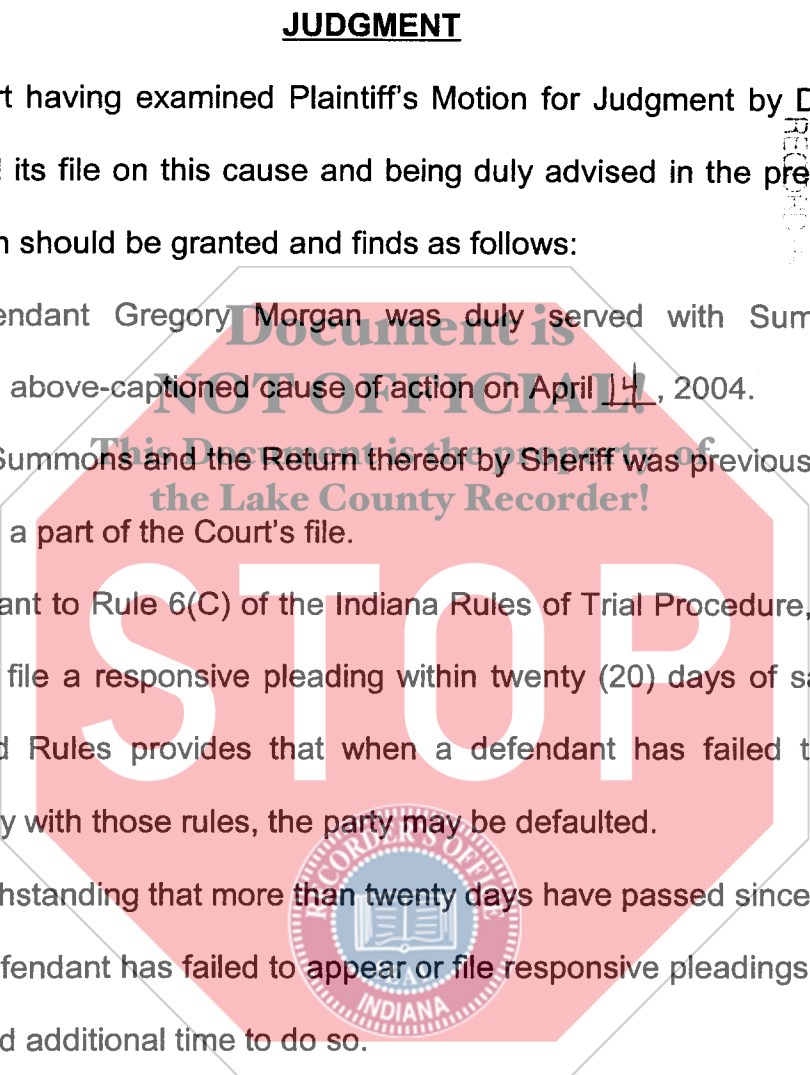 JUDGMENT
rt having examined Plaintiff's Motion for Judgment by D
its file on this cause and being duly advised in the pre
n should be granted and finds as follows:
endant Gregory Morgan was duly served with Sum
above-captioned cause of action on April 14, 2004.
Summons and the Return thereof by Sheriff was previous
a part of the Court's file.
ant to Rule 6(C) of the Indiana Rules of Trial Procedure,
file a responsive pleading within twenty (20) days of sa
d Rules provides that when a defendant has failed t
y with those rules, the party may be defaulted.
hstanding that more than twenty days have passed since
fendant has failed to appear or file responsive pleadings
d additional time to do so.
Document is
NOT OFFICIAL!
This Document is the property of
the Lake County Recorder!
STOP
RECORDER'S OFFICE
SEAL
INDIANA